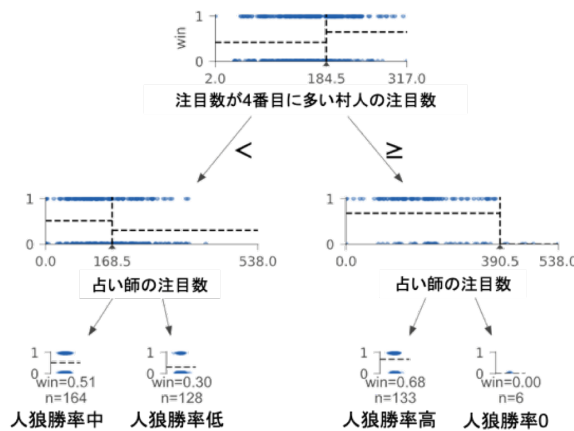 1
win
0
2.0 184.5 317.0
注目数が4番目に多い村人の注目数
< ≥
1 1
0 0
0.0 168.5 538.0 0.0 390.5 538.0
占い師の注目数 占い師の注目数
1 1 1 1
0 0 0 0
win=0.51 win=0.30 win=0.68 win=0.00
n=164 n=128 n=133 n=6
人狼勝率中 人狼勝率低 人狼勝率高 人狼勝率0